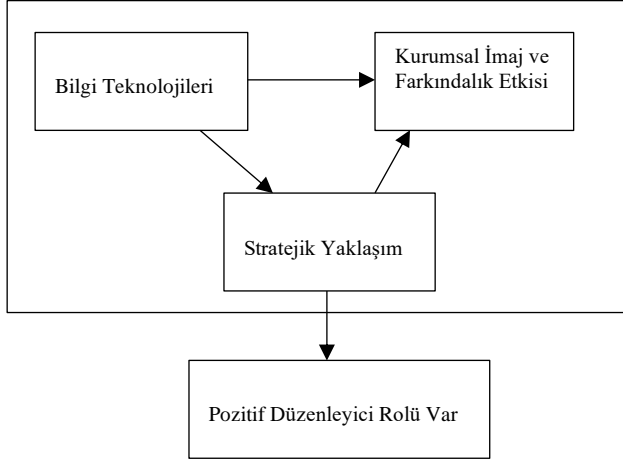 Bilgi Teknolojileri
Kurumsal İmaj ve
Farkındalık Etkisi
Stratejik Yaklaşım
Pozitif Düzenleyici Rolü Var